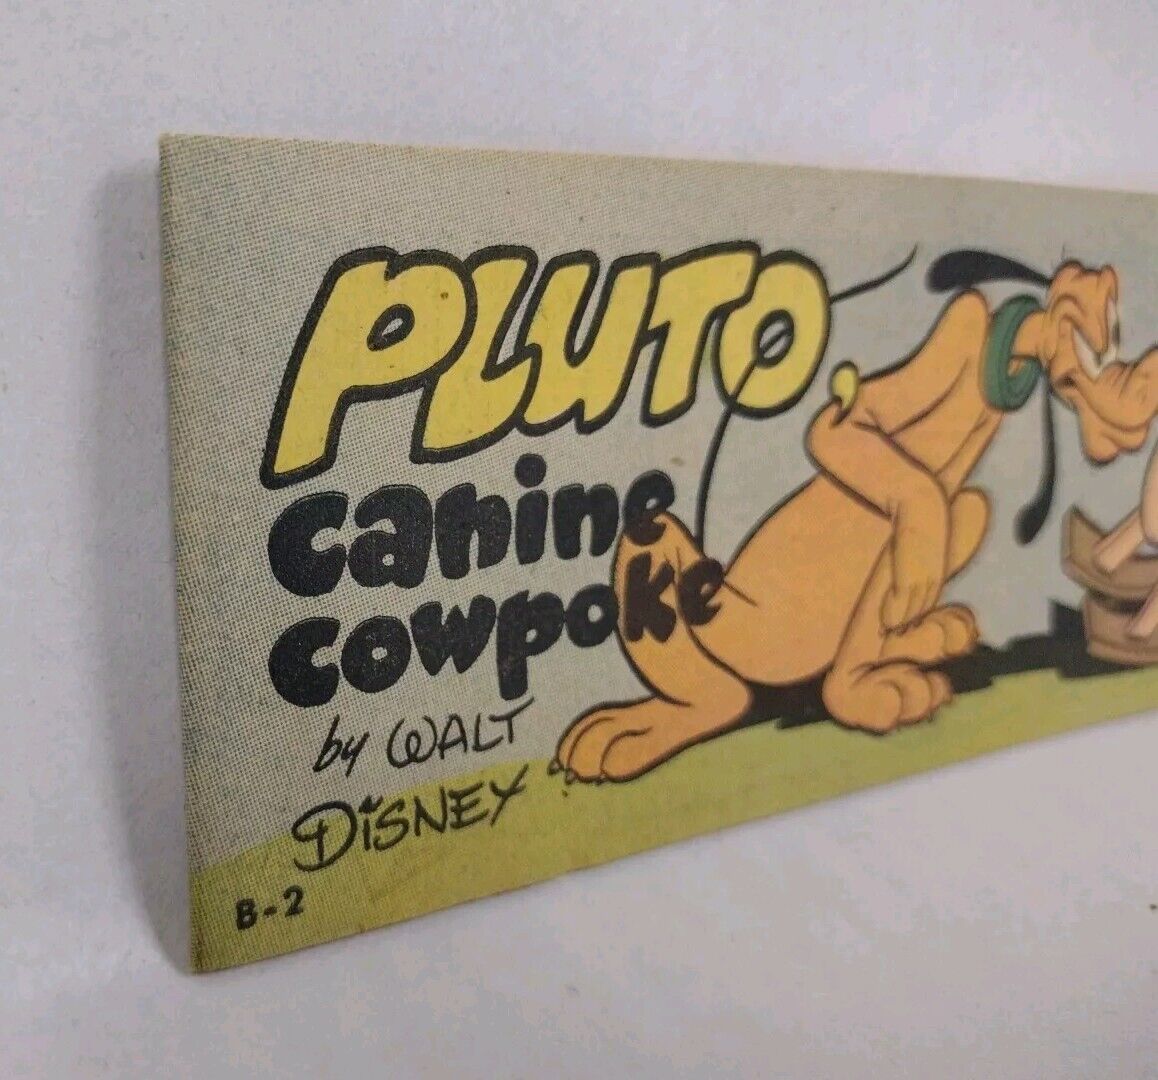 PLUTO
canine
cowpoke
by WALT
DISNEY
B-2